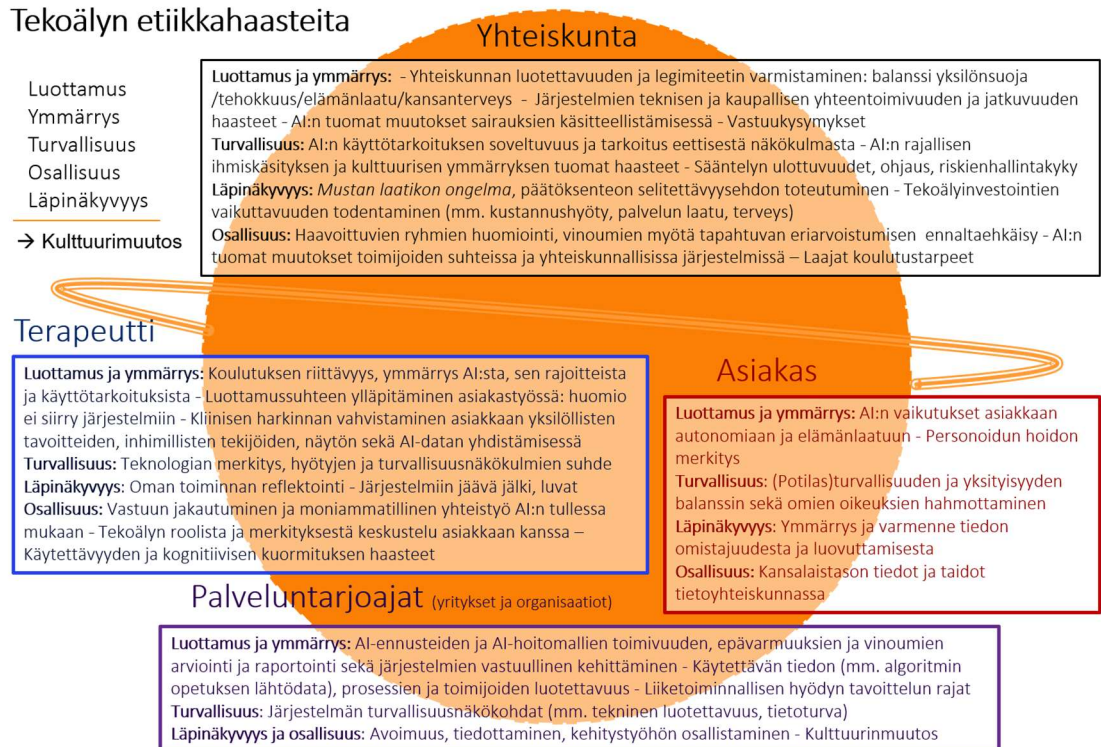 Tekoälyn etiikkahaasteita
Luottamus
Ymmärrys
Turvallisuus
Osallisuus
Läpinäkyvyys
→ Kulttuurimuutos
Yhteiskunta
Luottamus ja ymmärrys: - Yhteiskunnan luotettavuuden ja legimiteetin varmistaminen: balanssi yksilönsuoja
/tehokkuus/elämänlaatu/kansanterveys - Järjestelmien teknisen ja kaupallisen yhteentoimivuuden ja jatkuvuuden
haasteet - AI:n tuomat muutokset sairauksien käsitteellistämisessä - Vastuukysymykset
Turvallisuus: AI:n käyttötarkoituksen soveltuvuus ja tarkoitus eettisestä näkökulmasta - AI:n rajallisen
ihmiskäsityksen ja kulttuurisen ymmärryksen tuomat haasteet - Sääntelyn ulottuvuudet, ohjaus, riskienhallintakyky
Läpinäkyvyys: Mustan laatikon ongelma, päätöksenteon selitettävyysehdon toteutuminen - Tekoälyinvestointien
vaikuttavuuden todentaminen (mm. kustannushyöty, palvelun laatu, terveys)
Osallisuus: Haavoittuvien ryhmien huomiointi, vinoumien myötä tapahtuvan eriarvoistumisen ennaltaehkäisy - AI:n
tuomat muutokset toimijoiden suhteissa ja yhteiskunnallisissa järjestelmissä – Laajat koulutustarpeet
Terapeutti
Luottamus ja ymmärrys: Koulutuksen riittävyys, ymmärrys AI:sta, sen rajoitteista
ja käyttötarkoituksista - Luottamussuhteen ylläpitäminen asiakastyössä: huomio
ei siirry järjestelmiin - Kliinisen harkinnan vahvistaminen asiakkaan yksilöllisten
tavoitteiden, inhimillisten tekijöiden, näytön sekä AI-datan yhdistämisessä
Turvallisuus: Teknologian merkitys, hyötyjen ja turvallisuusnäkökulmien suhde
Läpinäkyvyys: Oman toiminnan reflektointi - Järjestelmiin jäävä jälki, luvat
Osallisuus: Vastuun jakautuminen ja moniammatillinen yhteistyö AI:n tullessa
mukaan - Tekoälyn roolista ja merkityksestä keskustelu asiakkaan kanssa –
Käytettävyyden ja kognitiivisen kuormituksen haasteet
Asiakas
Luottamus ja ymmärrys: AI:n vaikutukset asiakkaan
autonomiaan ja elämänlaatuun - Personoidun hoidon
merkitys
Turvallisuus: (Potilas)turvallisuuden ja yksityisyyden
balanssin sekä omien oikeuksien hahmottaminen
Läpinäkyvyys: Ymmärrys ja varmenne tiedon
omistajuudesta ja luovuttamisesta
Osallisuus: Kansalaistason tiedot ja taidot
tietoyhteiskunnassa
Palveluntarjoajat (yritykset ja organisaatiot)
Luottamus ja ymmärrys: AI-ennusteiden ja AI-hoitomallien toimivuuden, epävarmuuksien ja vinoumien
arviointi ja raportointi sekä järjestelmien vastuullinen kehittäminen - Käytettävän tiedon (mm. algoritmin
opetuksen lähtödata), prosessien ja toimijoiden luotettavuus - Liiketoiminnallisen hyödyn tavoittelun rajat
Turvallisuus: Järjestelmän turvallisuusnäkökohdat (mm. tekninen luotettavuus, tietoturva)
Läpinäkyvyys ja osallisuus: Avoimuus, tiedottaminen, kehitystyöhön osallistaminen - Kulttuurinmuutos